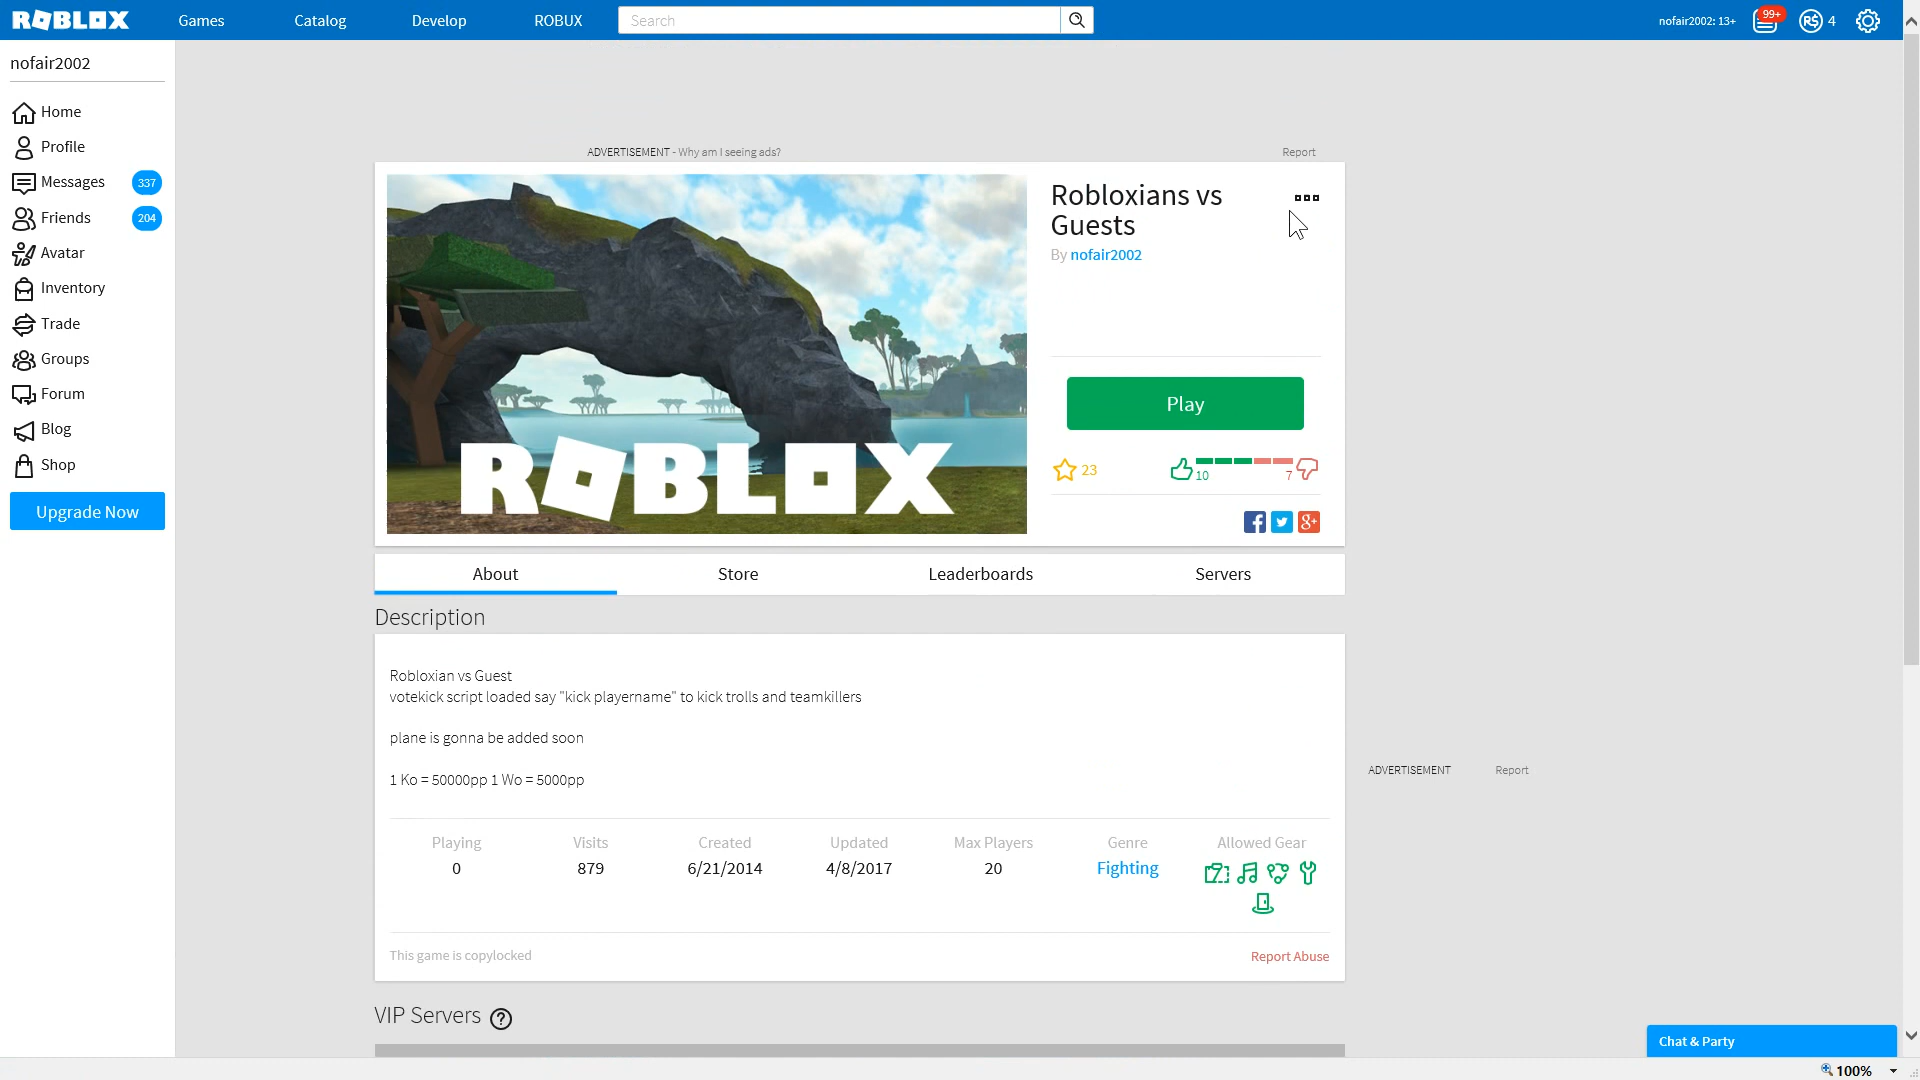 ROBLOX
Games
Catalog
Develop
ROBUX
Search
nofair2002: 13+
99+
R$ 4
nofair2002
Home
Profile
Messages 337
Friends 204
Avatar
Inventory
Trade
Groups
Forum
Blog
Shop
Upgrade Now
ADVERTISEMENT - Why am I seeing ads?
Report
ROBLOX
Robloxians vs
Guests
By nofair2002
Play
23
10
7
g+
About
Store
Leaderboards
Servers
Description
Robloxian vs Guest
votekick script loaded say "kick playername" to kick trolls and teamkillers
plane is gonna be added soon
1 Ko = 50000pp 1 Wo = 5000pp
Playing
Visits
Created
Updated
Max Players
Genre
Allowed Gear
0
879
6/21/2014
4/8/2017
20
Fighting
This game is copylocked
Report Abuse
ADVERTISEMENT
Report
VIP Servers ?
Chat & Party
100%